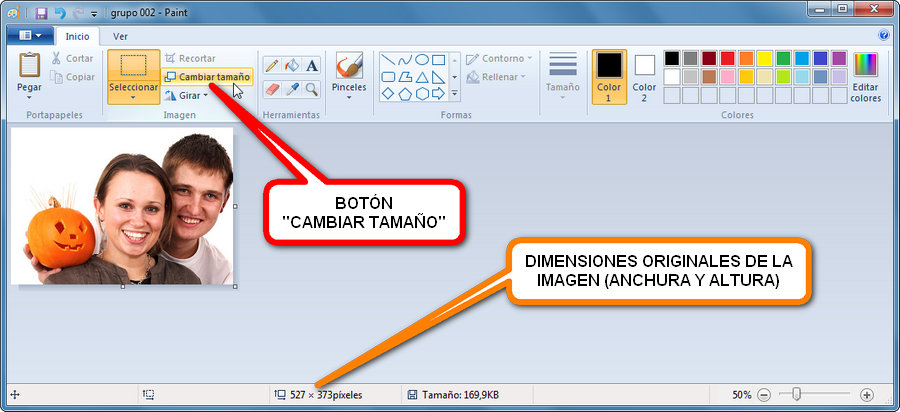 grupo 002 - Paint
Inicio Ver
Pegar
Cortar
Copiar
Portapapeles
Seleccionar
Recortar
Cambiar tamaño
Girar
Imagen
A
Herramientas
Pinceles
Contorno
Rellenar
Formas
Tamaño
Color
1
Color
2
Editar
colores
Colores
BOTÓN
"CAMBIAR TAMAÑO"
DIMENSIONES ORIGINALES DE LA
IMAGEN (ANCHURA Y ALTURA)
527 × 373píxeles
Tamaño: 169,9KB
50%